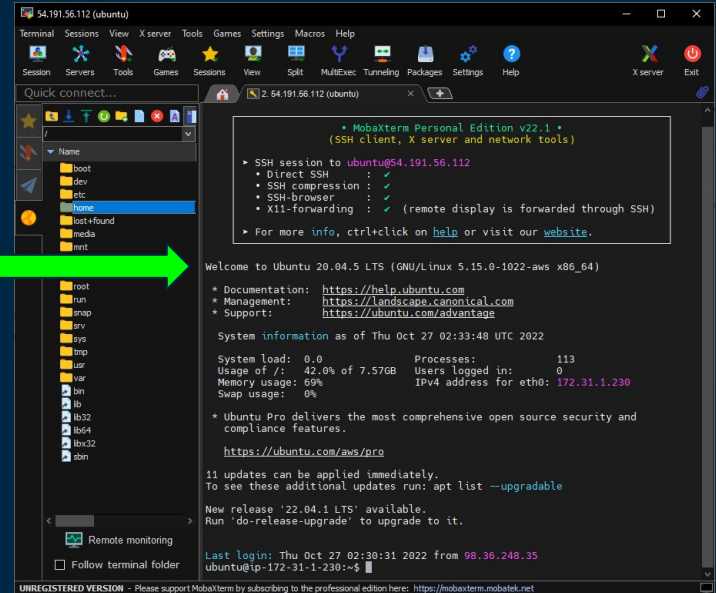 54.191.56.112 (ubuntu)
Terminal Sessions View X server Tools Games Settings Macros Help
Session Servers Tools Games Sessions View Split MultiExec Tunneling Packages Settings Help X server Exit
Quick connect...
2. 54.191.56.112 (ubuntu)
/
Name
boot
dev
etc
home
lost+found
media
mnt
root
run
snap
srv
sys
tmp
usr
var
bin
lib
lib32
lib64
libx32
sbin
Remote monitoring
Follow terminal folder
• MobaXterm Personal Edition v22.1 •
(SSH client, X server and network tools)
► SSH session to ubuntu@54.191.56.112
• Direct SSH : ✔
• SSH compression : ✔
• SSH-browser : ✔
• X11-forwarding : ✔ (remote display is forwarded through SSH)
► For more info, ctrl+click on help or visit our website.
Welcome to Ubuntu 20.04.5 LTS (GNU/Linux 5.15.0-1022-aws x86_64)
* Documentation: https://help.ubuntu.com
* Management: https://landscape.canonical.com
* Support: https://ubuntu.com/advantage
System information as of Thu Oct 27 02:33:48 UTC 2022
System load: 0.0 Processes: 113
Usage of /: 42.0% of 7.57GB Users logged in: 0
Memory usage: 69% IPv4 address for eth0: 172.31.1.230
Swap usage: 0%
* Ubuntu Pro delivers the most comprehensive open source security and
compliance features.
https://ubuntu.com/aws/pro
11 updates can be applied immediately.
To see these additional updates run: apt list --upgradable
New release '22.04.1 LTS' available.
Run 'do-release-upgrade' to upgrade to it.
Last login: Thu Oct 27 02:30:31 2022 from 98.36.248.35
ubuntu@ip-172-31-1-230:~$
UNREGISTERED VERSION - Please support MobaXterm by subscribing to the professional edition here: https://mobaxterm.mobatek.net